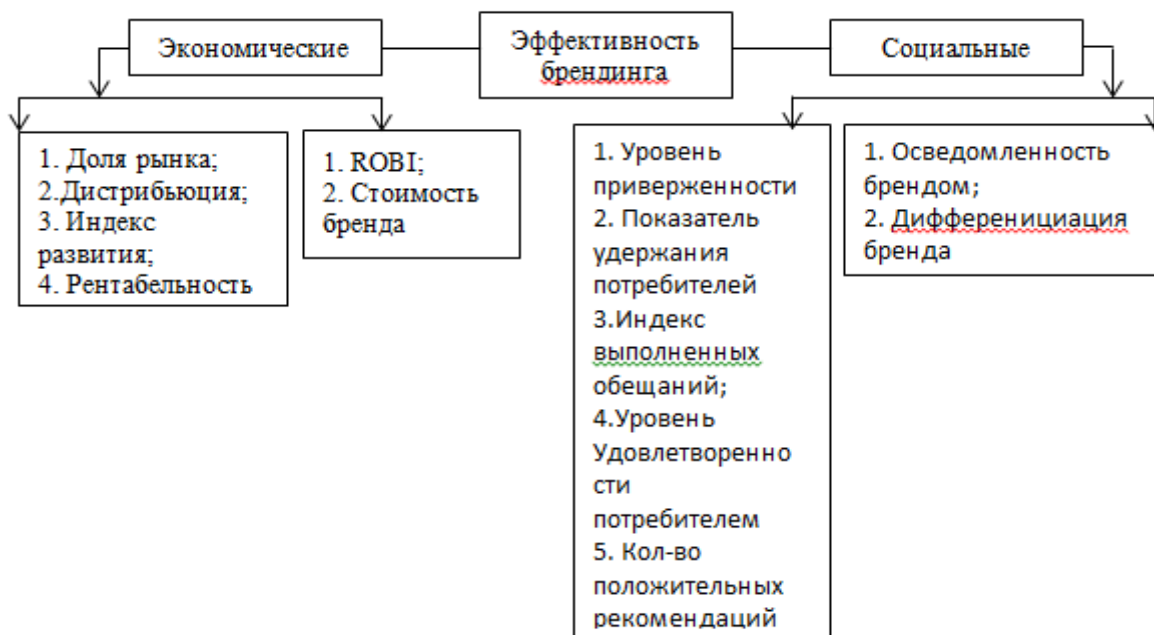 Экономические
Эффективность
брендинга
Социальные
1. Доля рынка;
2.Дистрибьюция;
3. Индекс
развития;
4. Рентабельность
1. ROBI;
2. Стоимость
бренда
1. Уровень
приверженности
2. Показатель
удержания
потребителей
3.Индекс
выполненных
обещаний;
4.Уровень
Удовлетворенно
сти
потребителем
5. Кол-во
положительных
рекомендаций
1. Осведомленность
брендом;
2. Дифференициация
бренда